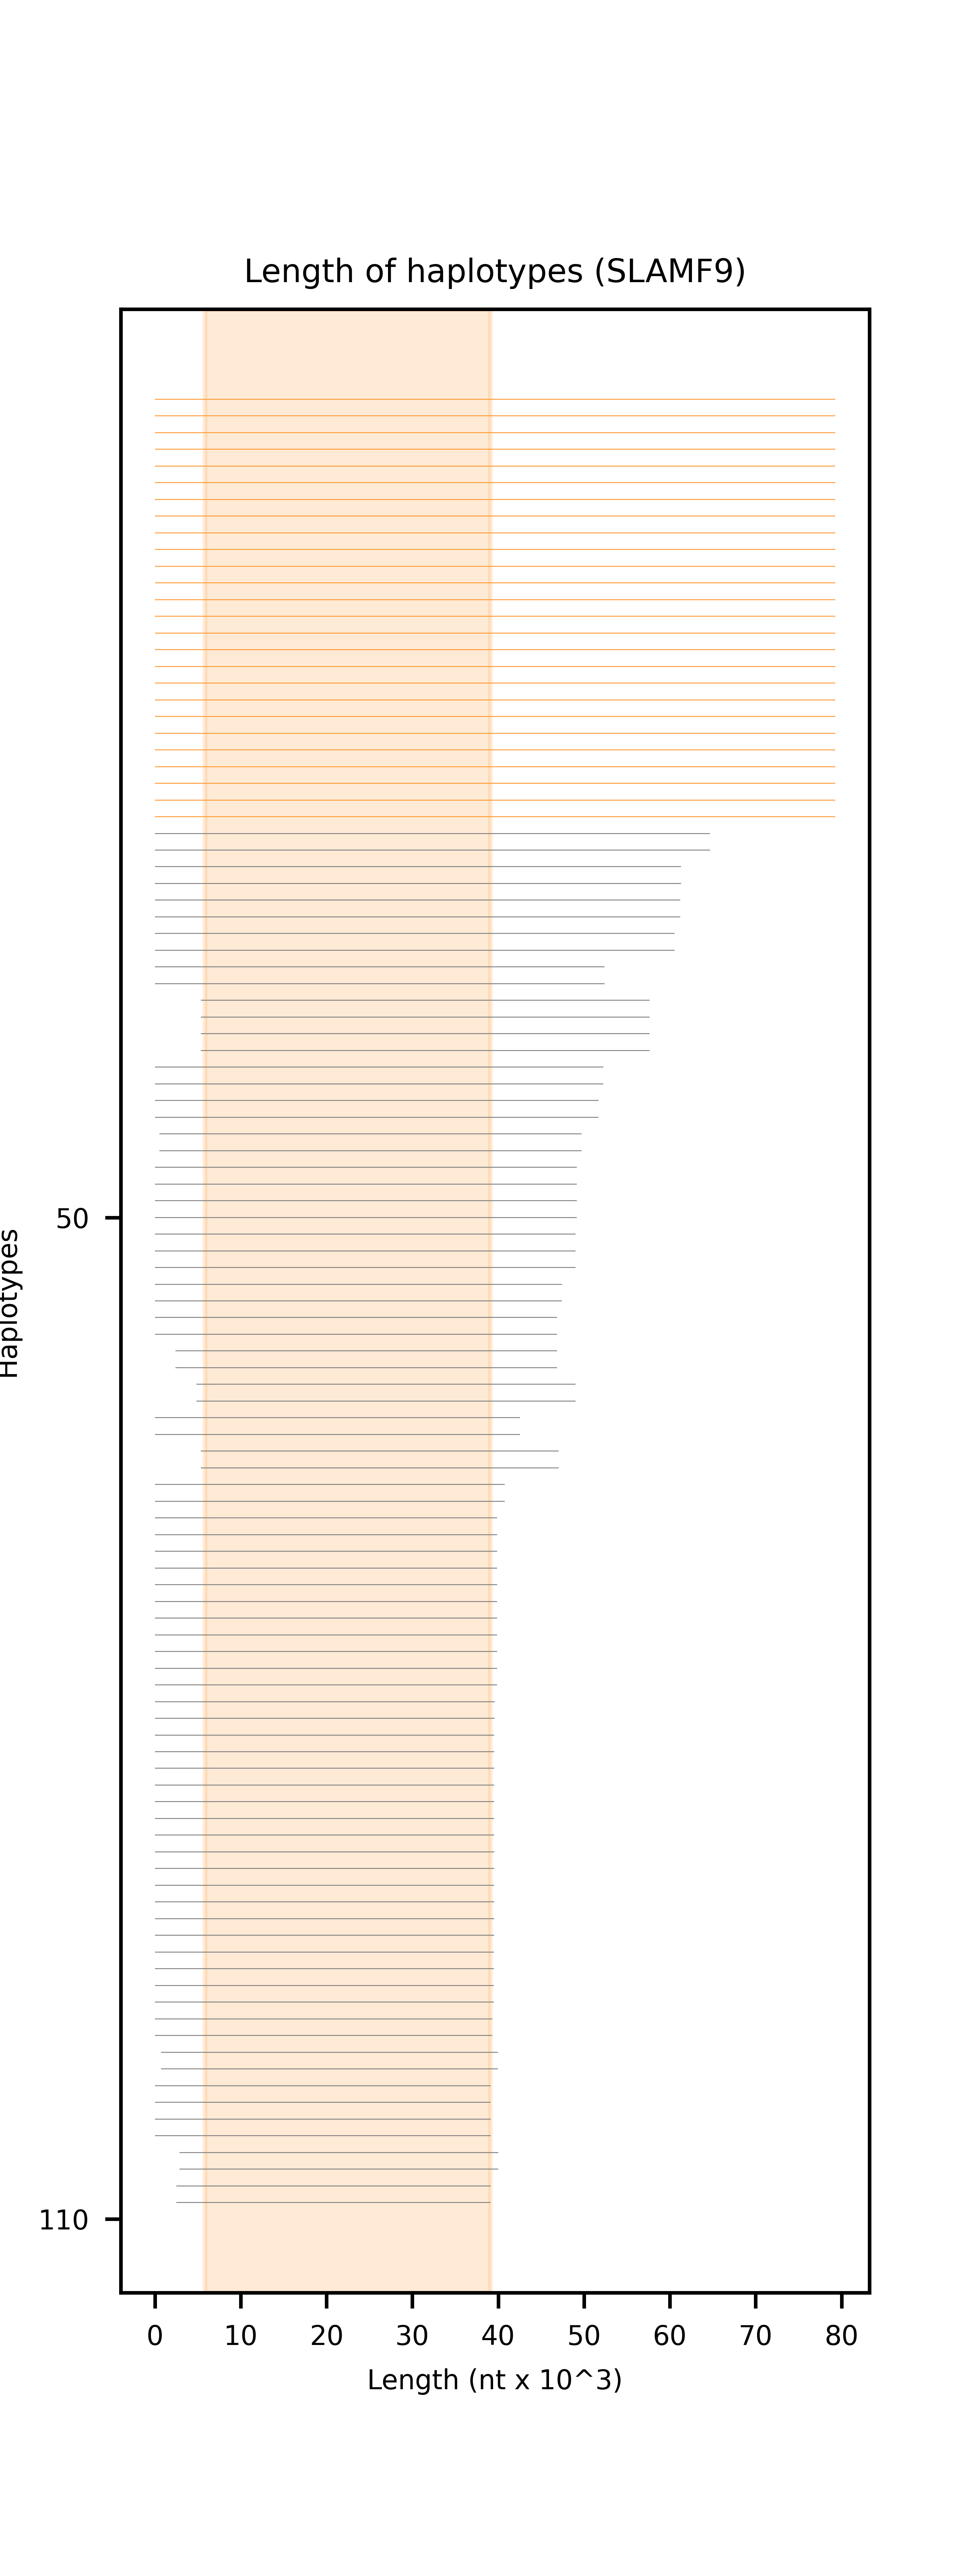 Length of haplotypes (SLAMF9)
Haplotypes
50
110
0 10 20 30 40 50 60 70 80
Length (nt x 10^3)